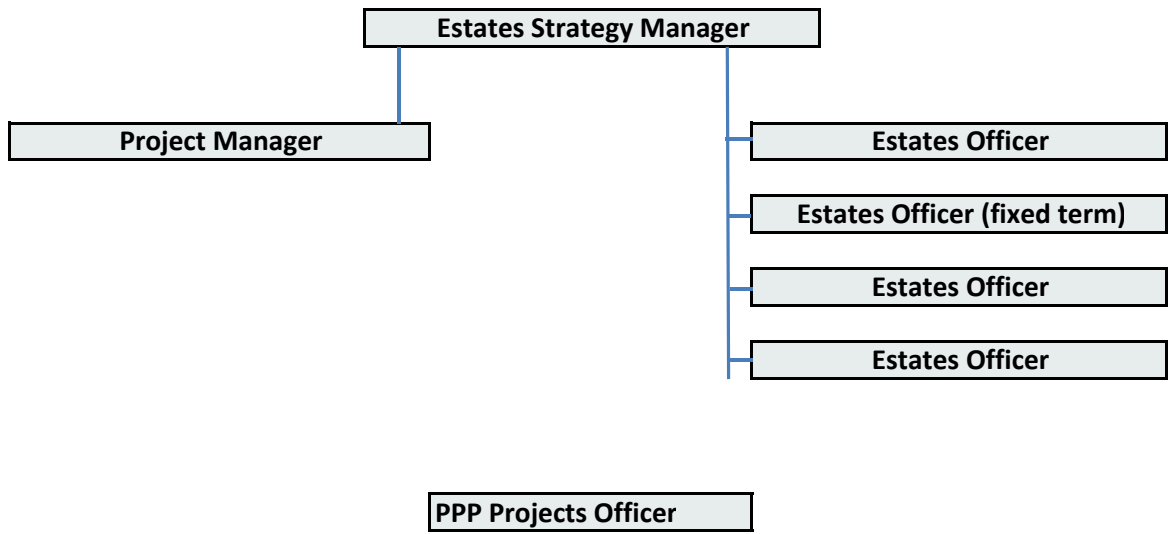 Estates Strategy Manager
Project Manager
Estates Officer
Estates Officer (fixed term)
Estates Officer
Estates Officer
PPP Projects Officer